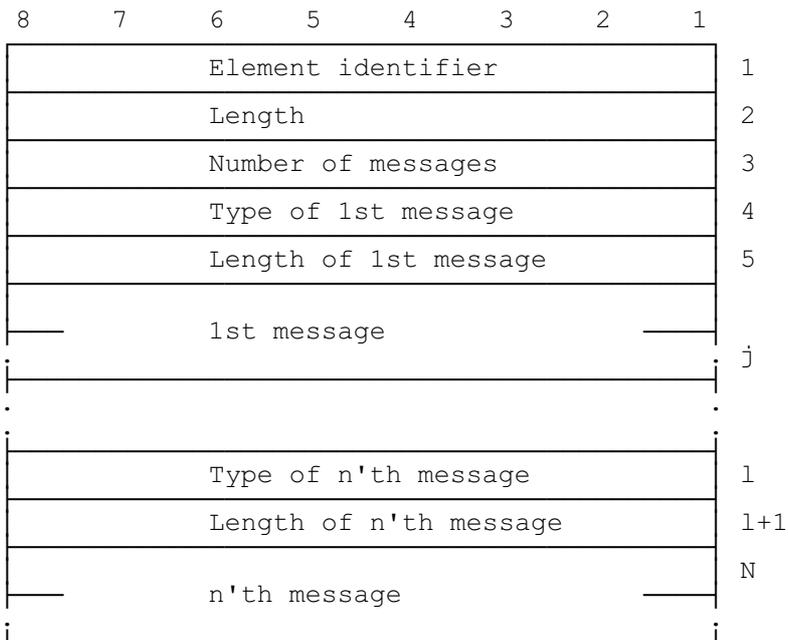 8 7 6 5 4 3 2 1
Element identifier 1
Length 2
Number of messages 3
Type of 1st message 4
Length of 1st message 5
1st message
j
Type of n'th message l
Length of n'th message l+1
N
n'th message